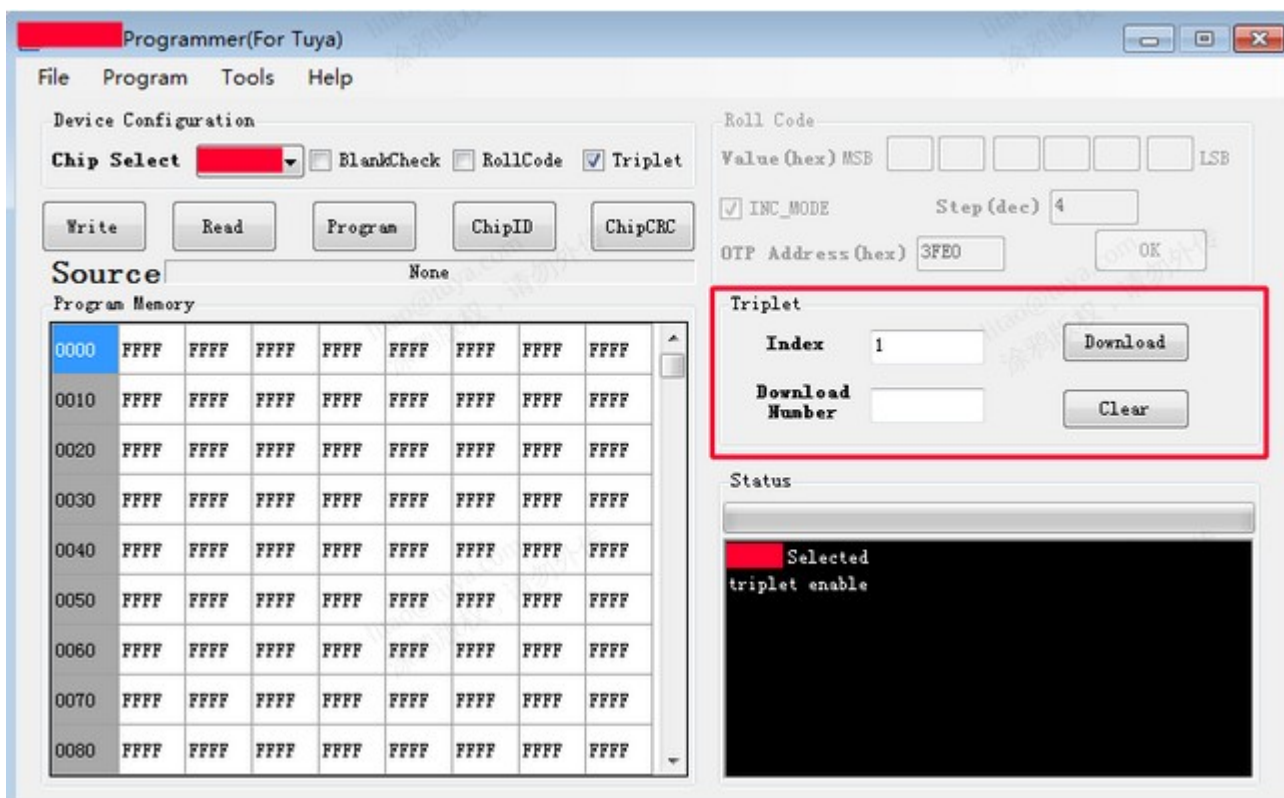 Programmer(For Tuya)
File Program Tools Help
Device Configuration
Chip Select BlankCheck RollCode Triplet
Write Read Program ChipID ChipCRC
Source None
Program Memory
0000 FFFF FFFF FFFF FFFF FFFF FFFF FFFF FFFF
0010 FFFF FFFF FFFF FFFF FFFF FFFF FFFF FFFF
0020 FFFF FFFF FFFF FFFF FFFF FFFF FFFF FFFF
0030 FFFF FFFF FFFF FFFF FFFF FFFF FFFF FFFF
0040 FFFF FFFF FFFF FFFF FFFF FFFF FFFF FFFF
0050 FFFF FFFF FFFF FFFF FFFF FFFF FFFF FFFF
0060 FFFF FFFF FFFF FFFF FFFF FFFF FFFF FFFF
0070 FFFF FFFF FFFF FFFF FFFF FFFF FFFF FFFF
0080 FFFF FFFF FFFF FFFF FFFF FFFF FFFF FFFF
Roll Code
Value(hex) MSB LSB
INC_MODE Step(dec) 4
OTP Address(hex) 3FE0 OK
Triplet
Index 1 Download
Download
Number Clear
Status
Selected
triplet enable